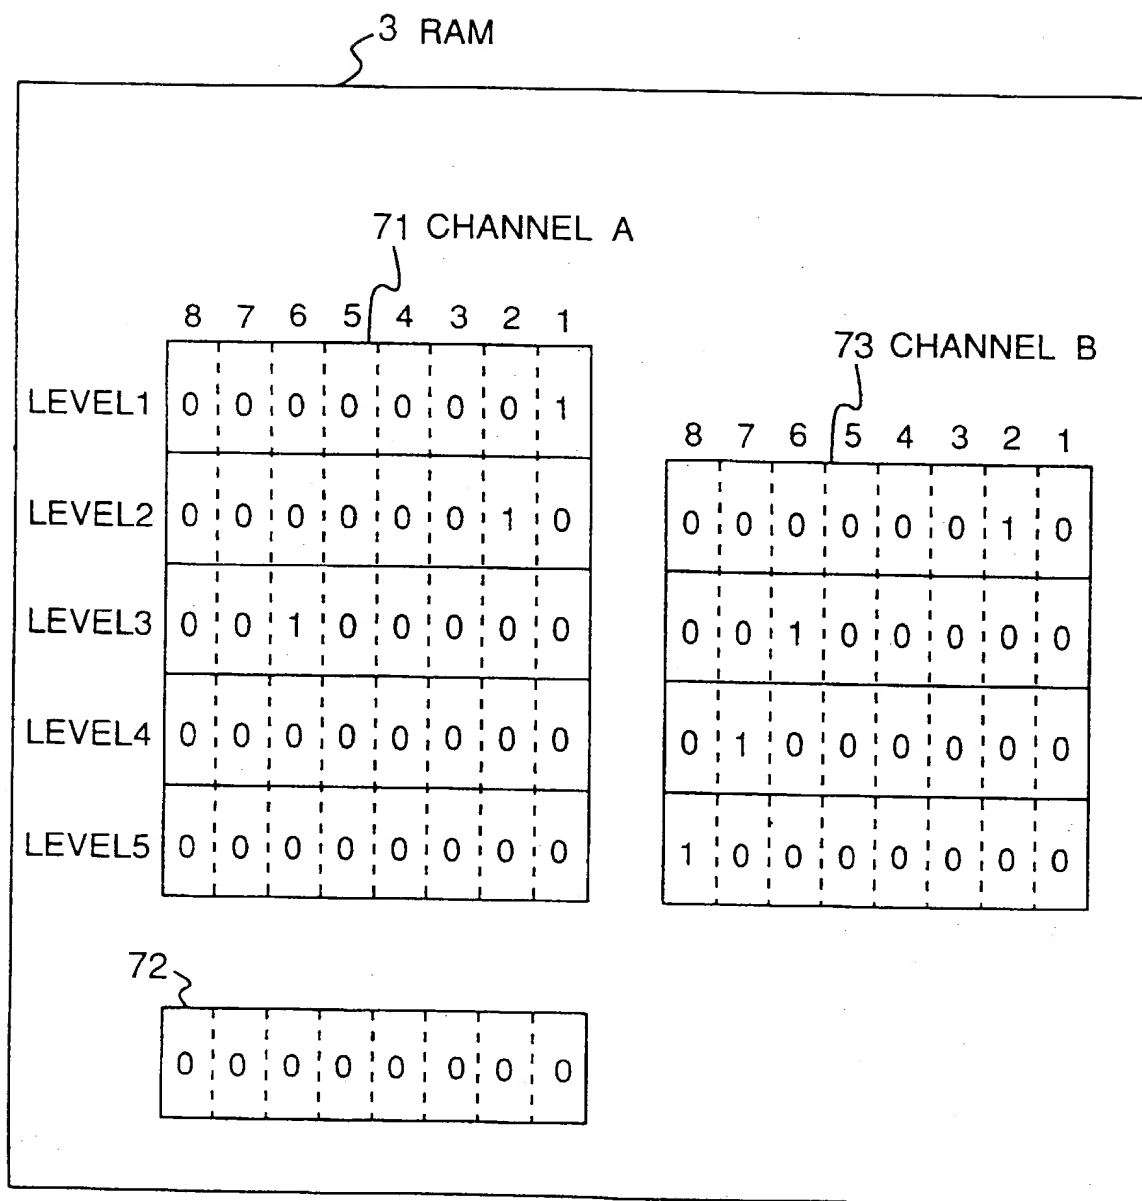 3 RAM
71 CHANNEL A
8 7 6 5 4 3 2 1
LEVEL1 0 0 0 0 0 0 0 1
LEVEL2 0 0 0 0 0 0 1 0
LEVEL3 0 0 1 0 0 0 0 0
LEVEL4 0 0 0 0 0 0 0 0
LEVEL5 0 0 0 0 0 0 0 0
73 CHANNEL B
8 7 6 5 4 3 2 1
0 0 0 0 0 0 1 0
0 0 1 0 0 0 0 0
0 1 0 0 0 0 0 0
1 0 0 0 0 0 0 0
72
0 0 0 0 0 0 0 0